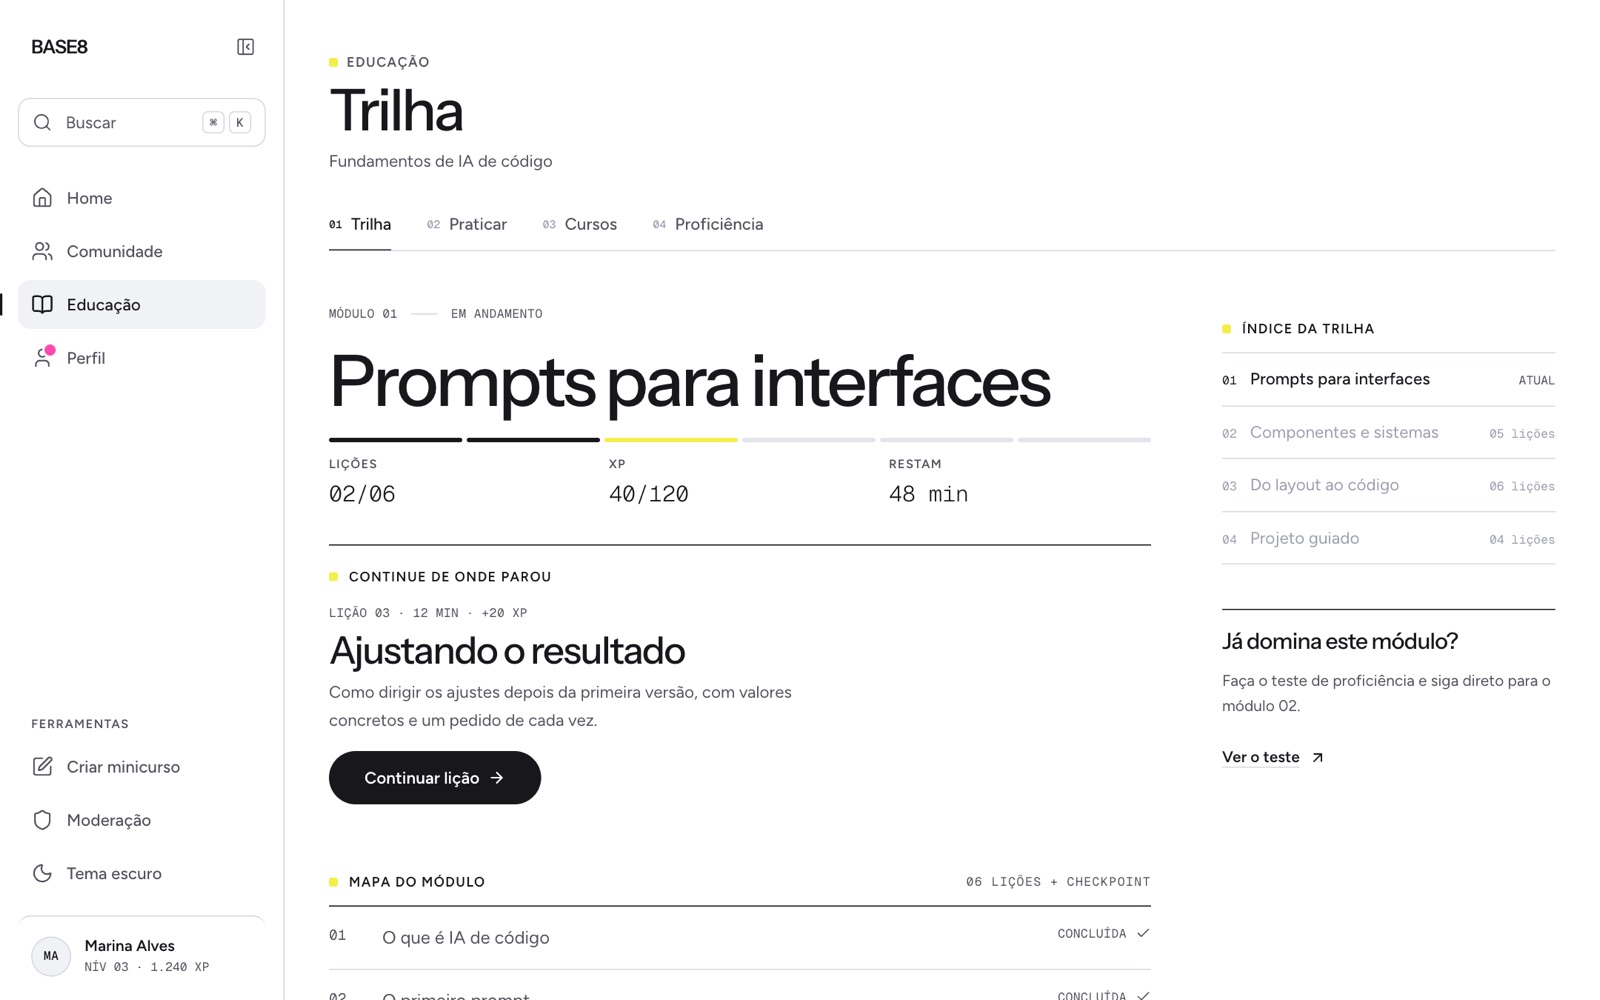 BASE8
Buscar ⌘ K
Home
Comunidade
Educação
Perfil
FERRAMENTAS
Criar minicurso
Moderação
Tema escuro
MA
Marina Alves
NÍV 03 · 1.240 XP
EDUCAÇÃO
Trilha
Fundamentos de IA de código
01 Trilha
02 Praticar
03 Cursos
04 Proficiência
MÓDULO 01 — EM ANDAMENTO
Prompts para interfaces
LIÇÕES
02/06
XP
40/120
RESTAM
48 min
CONTINUE DE ONDE PAROU
LIÇÃO 03 · 12 MIN · +20 XP
Ajustando o resultado
Como dirigir os ajustes depois da primeira versão, com valores
concretos e um pedido de cada vez.
Continuar lição →
MAPA DO MÓDULO
06 LIÇÕES + CHECKPOINT
01 O que é IA de código CONCLUÍDA ✓
02 O primeiro prompt CONCLUÍDA ✓
ÍNDICE DA TRILHA
01 Prompts para interfaces ATUAL
02 Componentes e sistemas 05 lições
03 Do layout ao código 06 lições
04 Projeto guiado 04 lições
Já domina este módulo?
Faça o teste de proficiência e siga direto para o
módulo 02.
Ver o teste ↗